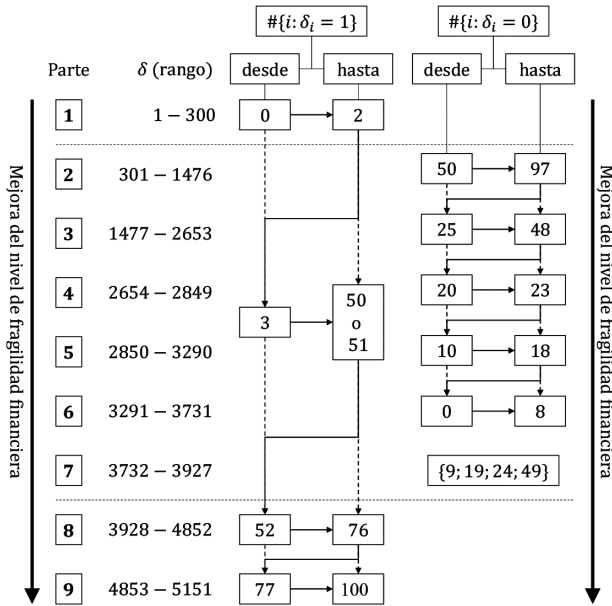 #{i: δᵢ = 1} #{i: δᵢ = 0}
Parte δ (rango) desde hasta desde hasta
1 1 − 300 0 2
2 301 − 1476 50 97
3 1477 − 2653 25 48
4 2654 − 2849 20 23
3 50 o 51
5 2850 − 3290 10 18
6 3291 − 3731 0 8
7 3732 − 3927 {9; 19; 24; 49}
8 3928 − 4852 52 76
9 4853 − 5151 77 100
Mejora del nivel de fragilidad financiera
Mejora del nivel de fragilidad financiera